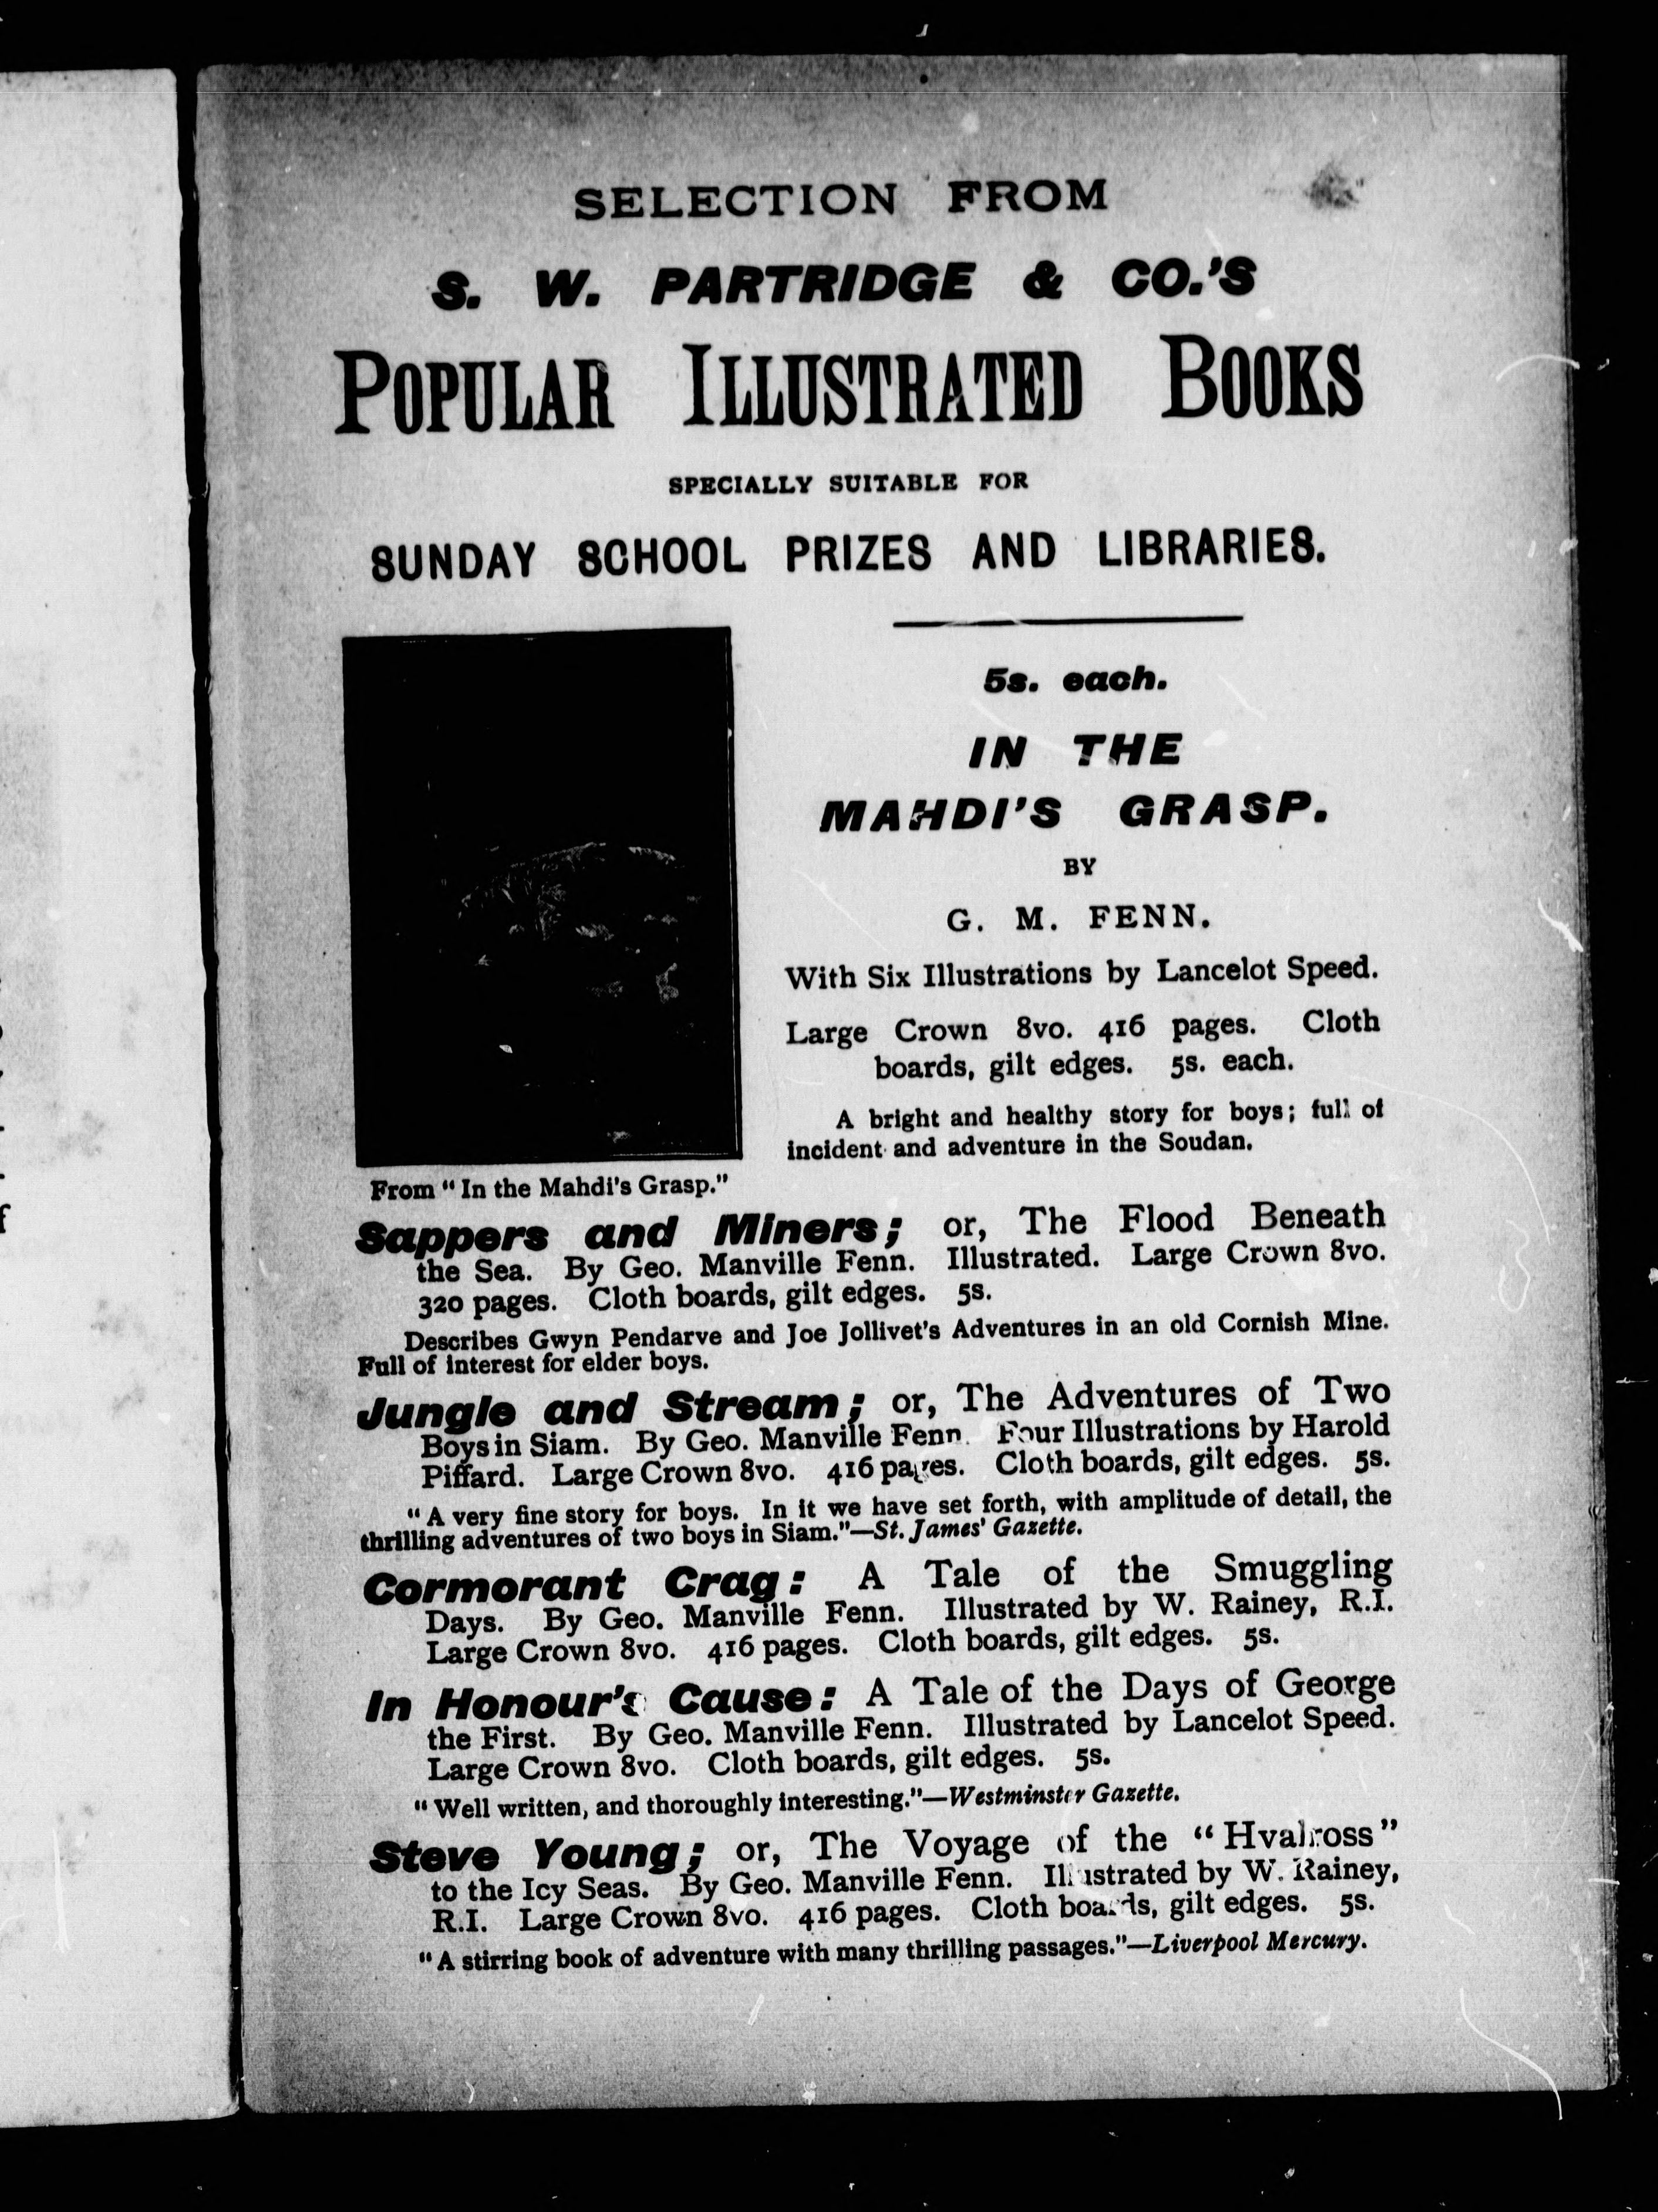 SELECTION FROM
S. W. PARTRIDGE & CO.'S
POPULAR ILLUSTRATED BOOKS
SPECIALLY SUITABLE FOR
SUNDAY SCHOOL PRIZES AND LIBRARIES.
5s. each.
IN THE
MAHDI'S GRASP.
BY
G. M. FENN.
With Six Illustrations by Lancelot Speed.
Large Crown 8vo. 416 pages. Cloth
boards, gilt edges. 5s. each.
A bright and healthy story for boys; full of
incident and adventure in the Soudan.
From "In the Mahdi's Grasp."
Sappers and Miners; or, The Flood Beneath
the Sea. By Geo. Manville Fenn. Illustrated. Large Crown 8vo.
320 pages. Cloth boards, gilt edges. 5s.
Describes Gwyn Pendarve and Joe Jollivet's Adventures in an old Cornish Mine.
Full of interest for elder boys.
Jungle and Stream; or, The Adventures of Two
Boys in Siam. By Geo. Manville Fenn. Four Illustrations by Harold
Piffard. Large Crown 8vo. 416 pages. Cloth boards, gilt edges. 5s.
"A very fine story for boys. In it we have set forth, with amplitude of detail, the
thrilling adventures of two boys in Siam."—St. James' Gazette.
Cormorant Crag: A Tale of the Smuggling
Days. By Geo. Manville Fenn. Illustrated by W. Rainey, R.I.
Large Crown 8vo. 416 pages. Cloth boards, gilt edges. 5s.
In Honour's Cause: A Tale of the Days of George
the First. By Geo. Manville Fenn. Illustrated by Lancelot Speed.
Large Crown 8vo. Cloth boards, gilt edges. 5s.
"Well written, and thoroughly interesting."—Westminster Gazette.
Steve Young; or, The Voyage of the "Hvalross"
to the Icy Seas. By Geo. Manville Fenn. Illustrated by W. Rainey,
R.I. Large Crown 8vo. 416 pages. Cloth boards, gilt edges. 5s.
"A stirring book of adventure with many thrilling passages."—Liverpool Mercury.